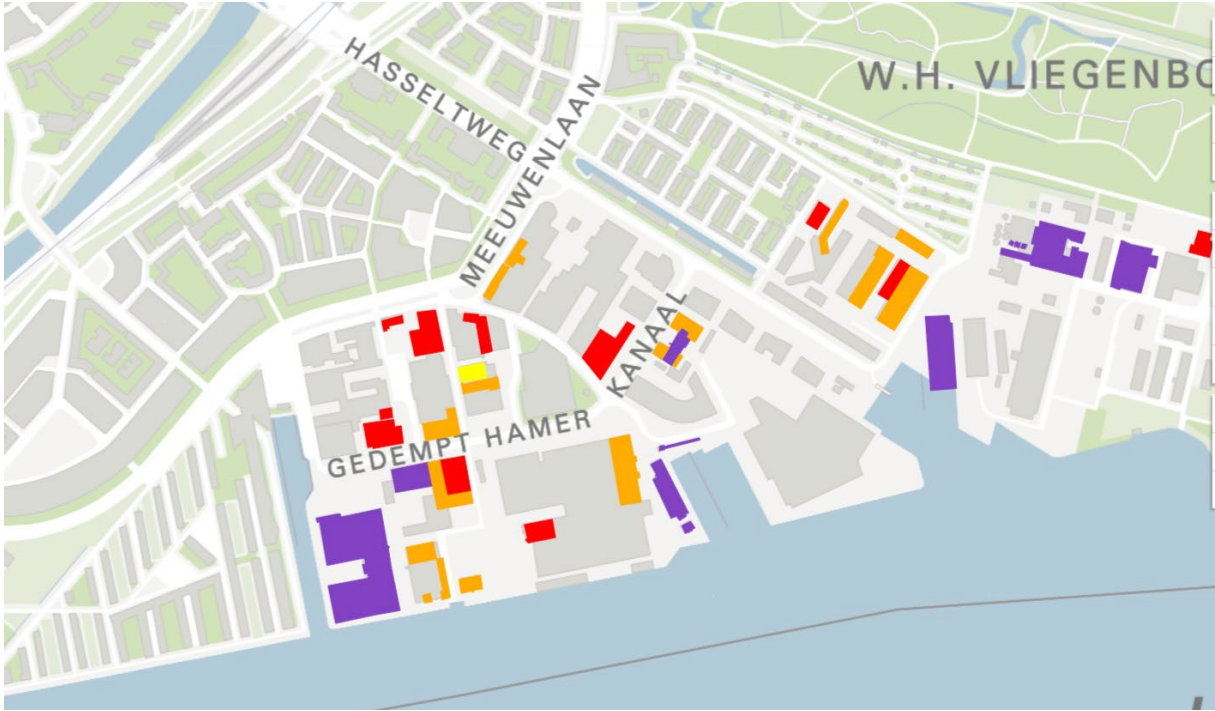 HASSELTWEG
W.H. VLIEGENBO
MEEUWENLAAN
KANAAL
GEDEMPT HAMER